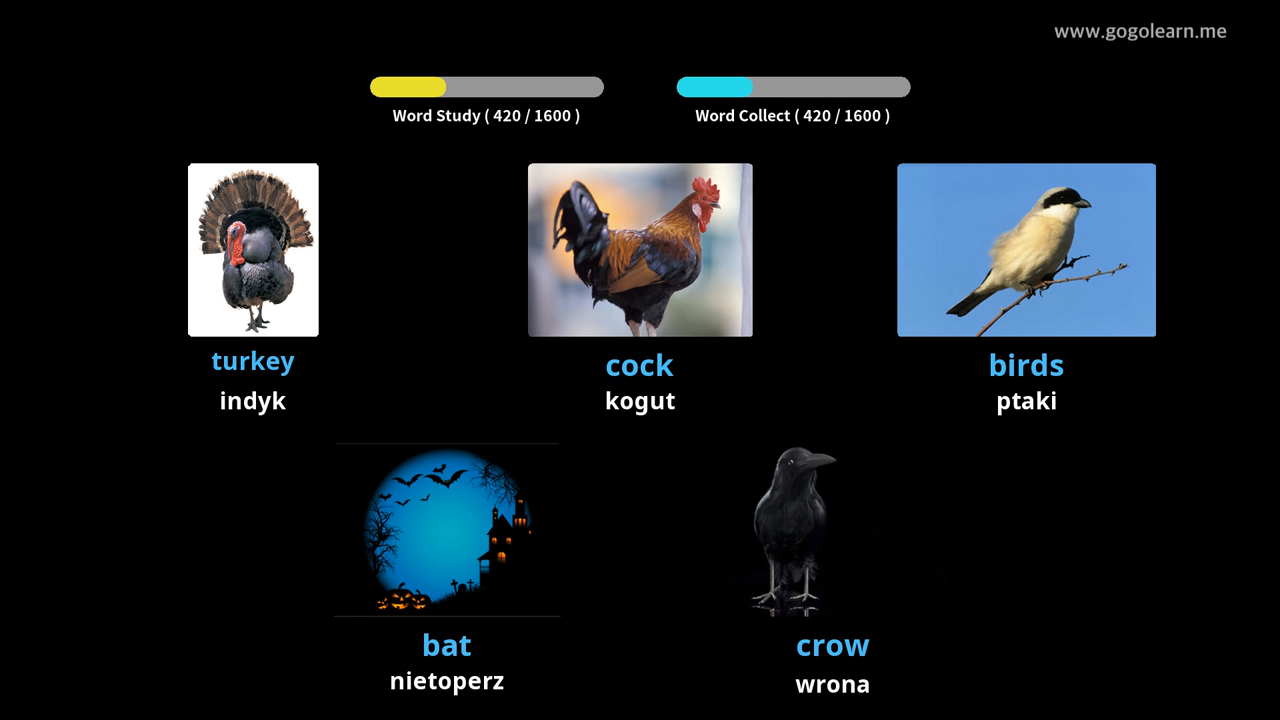 www.gogolearn.me
Word Study ( 420 / 1600 )
Word Collect ( 420 / 1600 )
turkey
indyk
cock
kogut
birds
ptaki
bat
nietoperz
crow
wrona